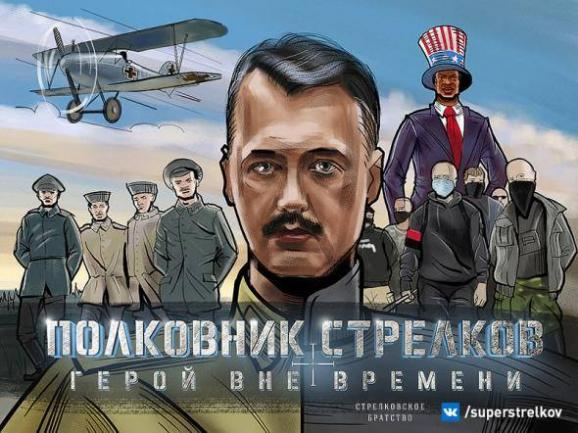 ПОЛКОВНИК СТРЕЛКОВ
ГЕРОЙ ВНЕ ВРЕМЕНИ
СТРЕЛКОВСКОЕ
БРАТСТВО
/superstrelkov